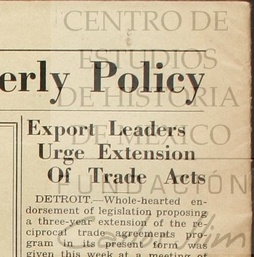 CENTRO DE
ESTUDIOS
DE HISTORIA
DE MÉXICO
FUNDACIÓN
erly Policy
Export Leaders
Urge Extension
Of Trade Acts
DETROIT.—Whole-hearted en-
dorsement of legislation proposing
a three-year extension of the re-
ciprocal trade agreements pro-
gram in its present form was
given this week at a meeting of